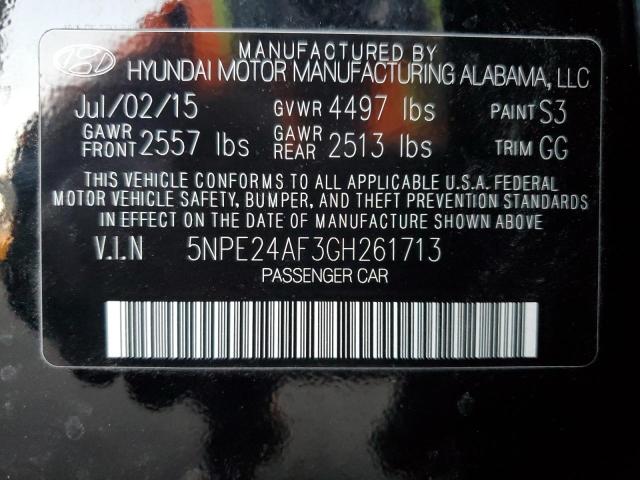 MANUFACTURED BY
HYUNDAI MOTOR MANUFACTURING ALABAMA, LLC
Jul/02/15 GVWR 4497 lbs PAINT S3
GAWR FRONT 2557 lbs GAWR REAR 2513 lbs TRIM GG
THIS VEHICLE CONFORMS TO ALL APPLICABLE U.S.A. FEDERAL
MOTOR VEHICLE SAFETY, BUMPER, AND THEFT PREVENTION STANDARDS
IN EFFECT ON THE DATE OF MANUFACTURE SHOWN ABOVE.
V.I.N 5NPE24AF3GH261713
PASSENGER CAR